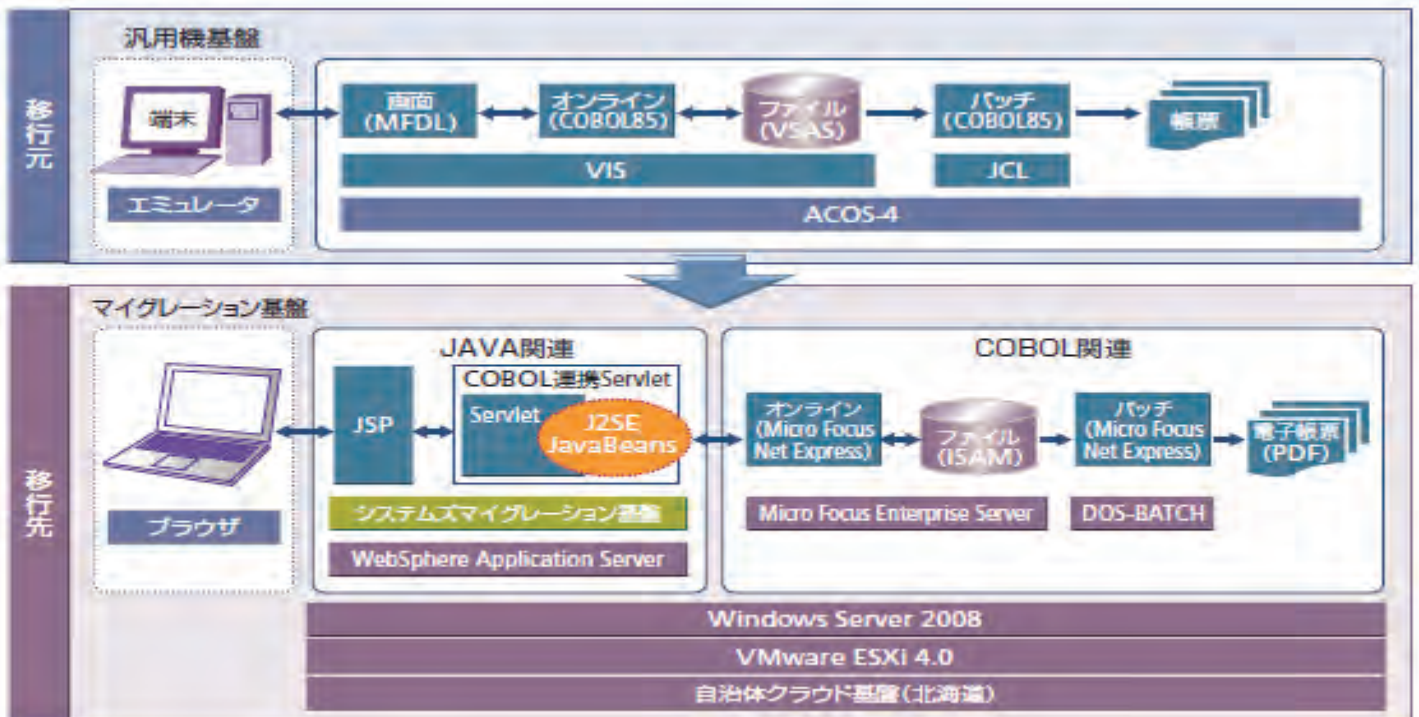 移行元
汎用機基盤
端末
エミュレータ
画面
(MFDL)
オンライン
(COBOL85)
ファイル
(VSAS)
バッチ
(COBOL85)
帳票
VIS
JCL
ACOS-4
移行先
マイグレーション基盤
ブラウザ
JAVA関連
JSP
COBOL連携Servlet
Servlet
J2SE
JavaBeans
システムズマイグレーション基盤
WebSphere Application Server
COBOL関連
オンライン
(Micro Focus
Net Express)
ファイル
(ISAM)
バッチ
(Micro Focus
Net Express)
電子帳票
(PDF)
Micro Focus Enterprise Server
DOS-BATCH
Windows Server 2008
VMware ESXi 4.0
自治体クラウド基盤(北海道)